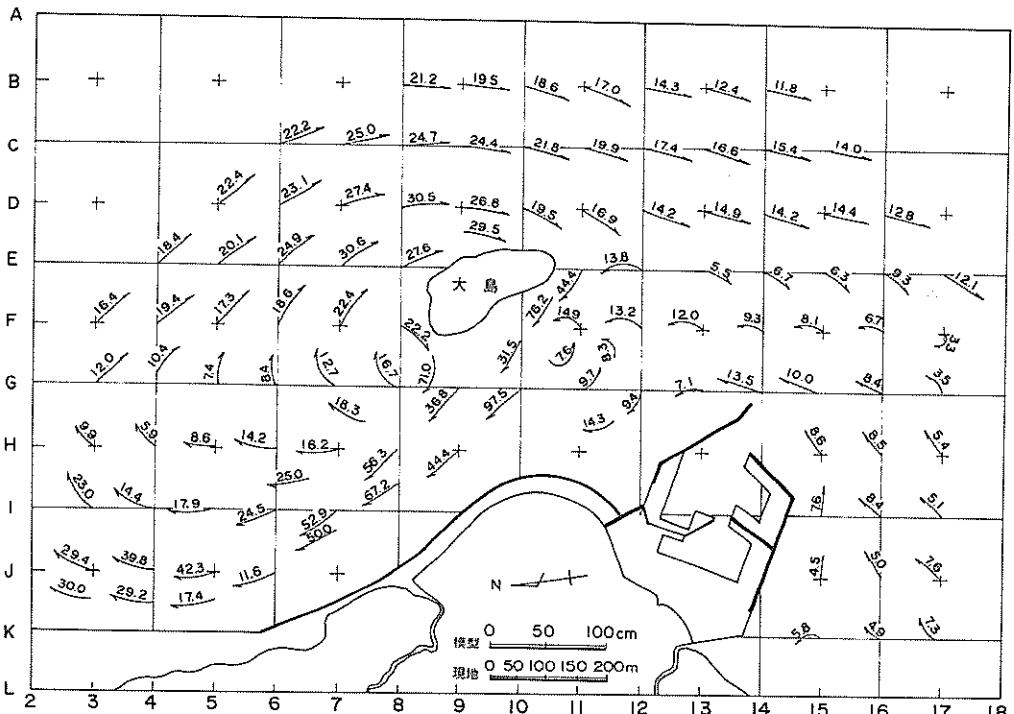 A
B 21.2 19.5 18.6 17.0 14.3 12.4 11.8
22.2 25.0
C 24.7 24.4 21.8 19.9 17.4 16.6 15.4 14.0
22.4 23.1 27.4
D 30.5 26.8 19.5 16.9 14.2 14.9 14.2 14.4 12.8
29.5
18.4 20.1 24.9 30.6 27.6 13.8
E 44.4 5.5 6.7 6.3 9.3 12.1
大島
16.4 19.4 17.3 18.6 22.4 76.2
F 22.2 14.9 13.2 12.0 9.3 8.1 6.7 3.3
12.0 10.4 7.4 8.4 12.7 16.7 71.0 31.5 7.6 8.3
G 9.7 7.1 13.5 10.0 8.4 3.5
18.3 36.8 97.5 9.4
14.3
9.9 5.9 8.6 14.2 16.2 8.6 8.5 5.4
H 56.3 44.4
23.0 14.4 25.0 67.2
I 17.9 24.5 52.9 7.6 8.4 5.1
50.0
29.4 39.8 42.3 11.6 4.5 5.0 7.6
J
30.0 29.2 17.4
N
K 5.8 4.9 7.3
模型 0 50 100cm
現地 0 50 100 150 200m
L
2 3 4 5 6 7 8 9 10 11 12 13 14 15 16 17 18